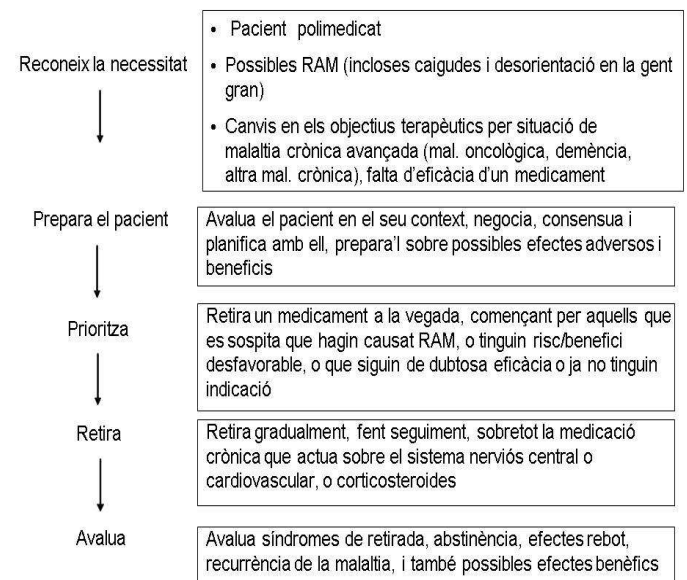 Reconeix la necessitat
• Pacient polimedicat
• Possibles RAM (incloses caigudes i desorientació en la gent
gran)
• Canvis en els objectius terapèutics per situació de
malaltia crònica avançada (mal. oncològica, demència,
altra mal. crònica), falta d'eficàcia d'un medicament
Prepara el pacient
Avalua el pacient en el seu context, negocia, consensua i
planifica amb ell, prepara'l sobre possibles efectes adversos i
beneficis
Prioritza
Retira un medicament a la vegada, començant per aquells que
es sospita que hagin causat RAM, o tinguin risc/benefici
desfavorable, o que siguin de dubtosa eficàcia o ja no tinguin
indicació
Retira
Retira gradualment, fent seguiment, sobretot la medicació
crònica que actua sobre el sistema nerviós central o
cardiovascular, o corticosteroides
Avalua
Avalua síndromes de retirada, abstinència, efectes rebot,
recurrència de la malaltia, i també possibles efectes benèfics